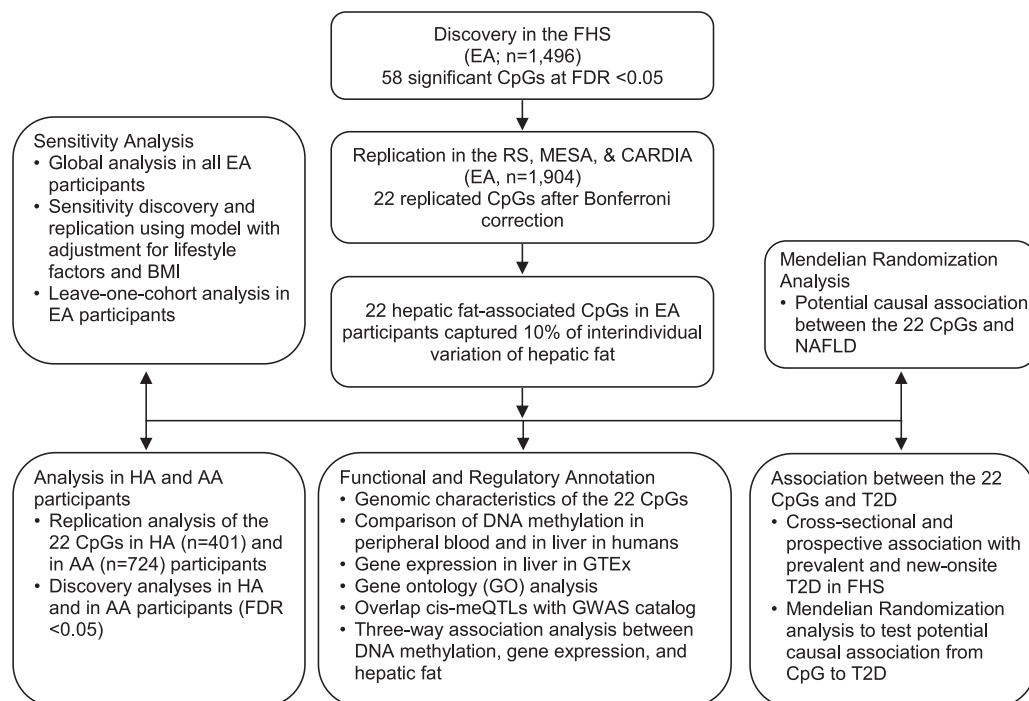 Discovery in the FHS
(EA; n=1,496)
58 significant CpGs at FDR <0.05
Replication in the RS, MESA, & CARDIA
(EA, n=1,904)
22 replicated CpGs after Bonferroni
correction
22 hepatic fat-associated CpGs in EA
participants captured 10% of interindividual
variation of hepatic fat
Sensitivity Analysis
• Global analysis in all EA
participants
• Sensitivity discovery and
replication using model with
adjustment for lifestyle
factors and BMI
• Leave-one-cohort analysis in
EA participants
Mendelian Randomization
Analysis
• Potential causal association
between the 22 CpGs and
NAFLD
Analysis in HA and AA
participants
• Replication analysis of the
22 CpGs in HA (n=401) and
in AA (n=724) participants
• Discovery analyses in HA
and in AA participants (FDR
<0.05)
Functional and Regulatory Annotation
• Genomic characteristics of the 22 CpGs
• Comparison of DNA methylation in
peripheral blood and in liver in humans
• Gene expression in liver in GTEx
• Gene ontology (GO) analysis
• Overlap cis-meQTLs with GWAS catalog
• Three-way association analysis between
DNA methylation, gene expression, and
hepatic fat
Association between the 22
CpGs and T2D
• Cross-sectional and
prospective association with
prevalent and new-onsite
T2D in FHS
• Mendelian Randomization
analysis to test potential
causal association from
CpG to T2D